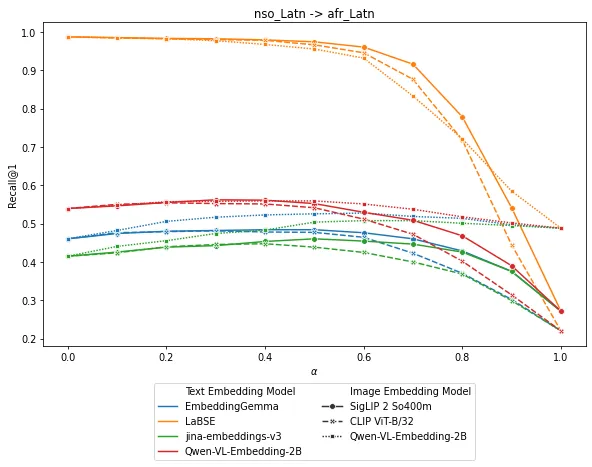 nso_Latn -> afr_Latn
1.0
0.9
0.8
0.7
0.6
0.5
0.4
0.3
0.2
Recall@1
0.0 0.2 0.4 0.6 0.8 1.0
α
Text Embedding Model Image Embedding Model
EmbeddingGemma SigLIP 2 So400m
LaBSE CLIP ViT-B/32
jina-embeddings-v3 Qwen-VL-Embedding-2B
Qwen-VL-Embedding-2B